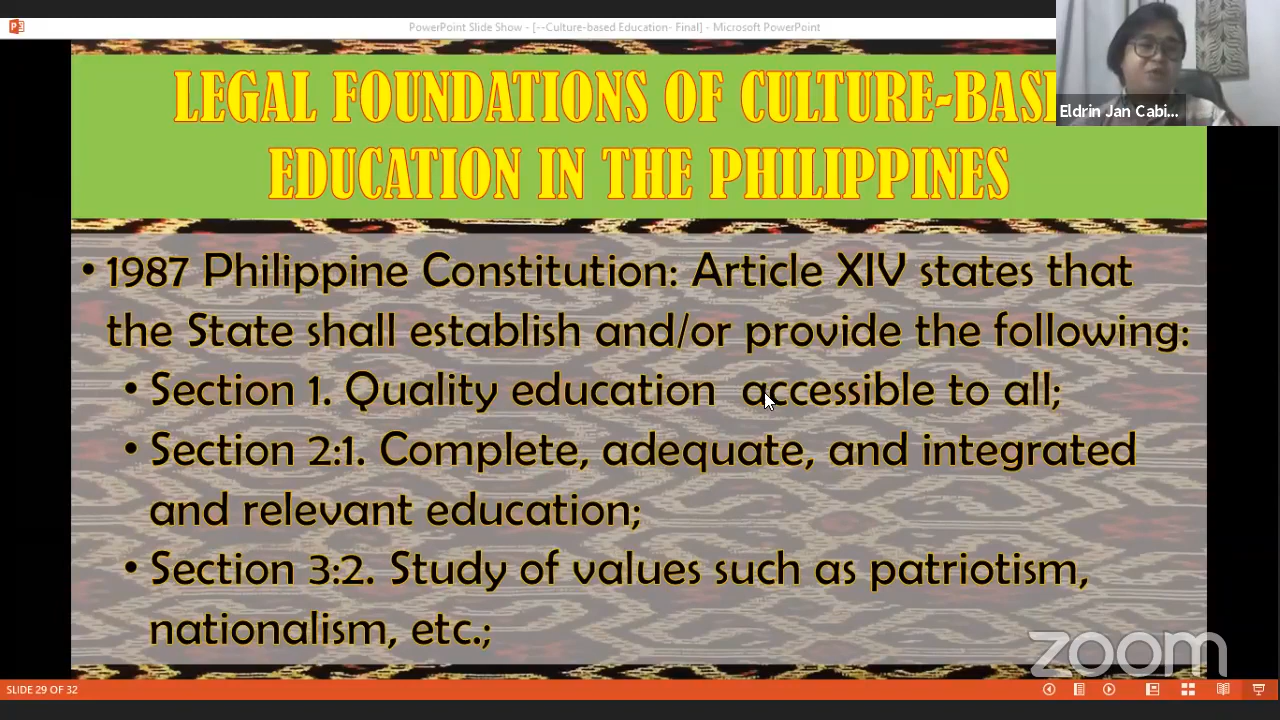 PowerPoint Slide Show - [--Culture-based Education- Final] - Microsoft PowerPoint
LEGAL FOUNDATIONS OF CULTURE-BASE
EDUCATION IN THE PHILIPPINES
Eldrin Jan Cabi...
• 1987 Philippine Constitution: Article XIV states that
the State shall establish and/or provide the following:
• Section 1. Quality education accessible to all;
• Section 2:1. Complete, adequate, and integrated
and relevant education;
• Section 3:2. Study of values such as patriotism,
nationalism, etc.;
zoom
SLIDE 29 OF 32